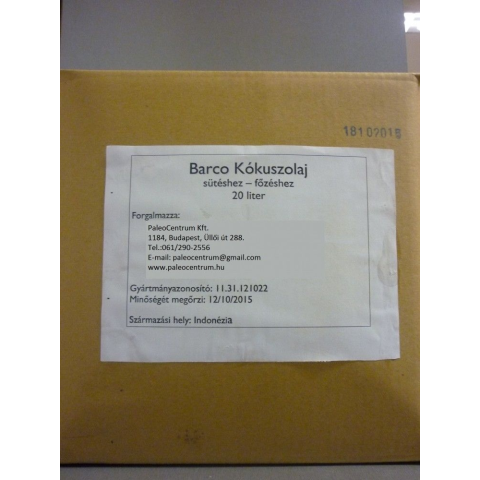 18102015
Barco Kókuszolaj
sütéshez – főzéshez
20 liter
Forgalmazza:
PaleoCentrum Kft.
1184, Budapest, Üllői út 288.
Tel.:061/290-2556
E-mail: paleocentrum@gmail.com
www.paleocentrum.hu
Gyártmányazonosító: 11.31.121022
Minőségét megőrzi: 12/10/2015
Származási hely: Indonézia